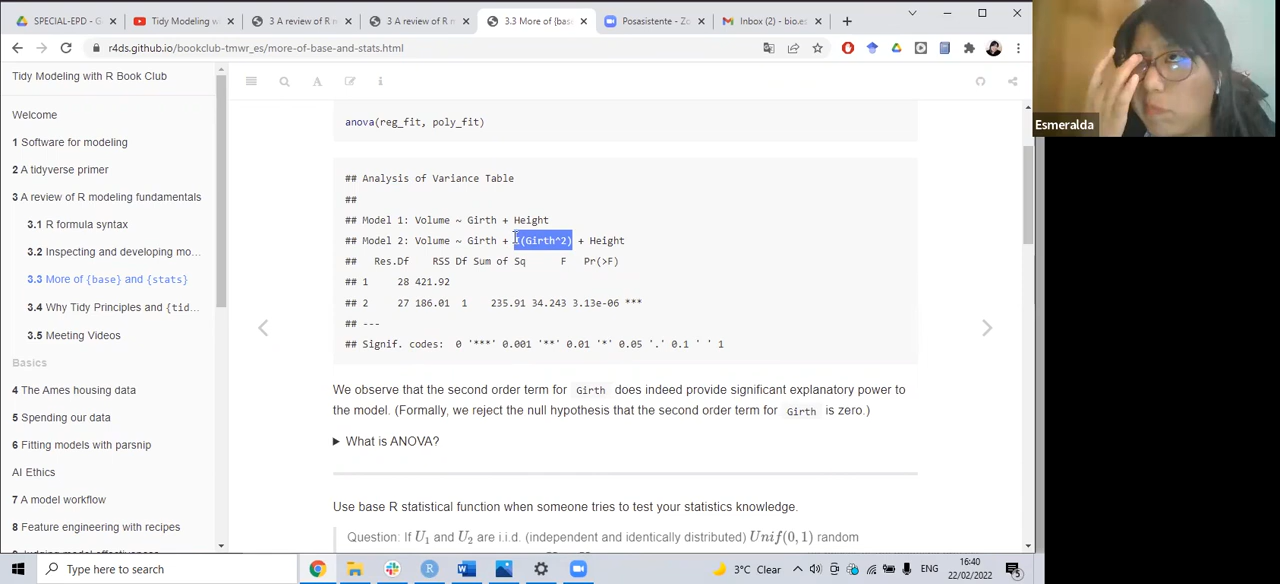 SPECIAL-EPD - G
Tidy Modeling w
3 A review of R m
3 A review of R m
3.3 More of {bas
Posasistente - Zo
Inbox (2) - bio.es
r4ds.github.io/bookclub-tmwr_es/more-of-base-and-stats.html
Tidy Modeling with R Book Club
Welcome
1 Software for modeling
2 A tidyverse primer
3 A review of R modeling fundamentals
3.1 R formula syntax
3.2 Inspecting and developing mo...
3.3 More of {base} and {stats}
3.4 Why Tidy Principles and {tid...
3.5 Meeting Videos
Basics
4 The Ames housing data
5 Spending our data
6 Fitting models with parsnip
AI Ethics
7 A model workflow
8 Feature engineering with recipes
anova(reg_fit, poly_fit)
## Analysis of Variance Table
##
## Model 1: Volume ~ Girth + Height
## Model 2: Volume ~ Girth + I(Girth^2) + Height
## Res.Df RSS Df Sum of Sq F Pr(>F)
## 1 28 421.92
## 2 27 186.01 1 235.91 34.243 3.13e-06 ***
## ---
## Signif. codes: 0 '***' 0.001 '**' 0.01 '*' 0.05 '.' 0.1 ' ' 1
We observe that the second order term for Girth does indeed provide significant explanatory power to
the model. (Formally, we reject the null hypothesis that the second order term for Girth is zero.)
What is ANOVA?
Use base R statistical function when someone tries to test your statistics knowledge.
Question: If U1 and U2 are i.i.d. (independent and identically distributed) Unif(0, 1) random
Esmeralda
Type here to search
3°C Clear
ENG
16:40
22/02/2022
5